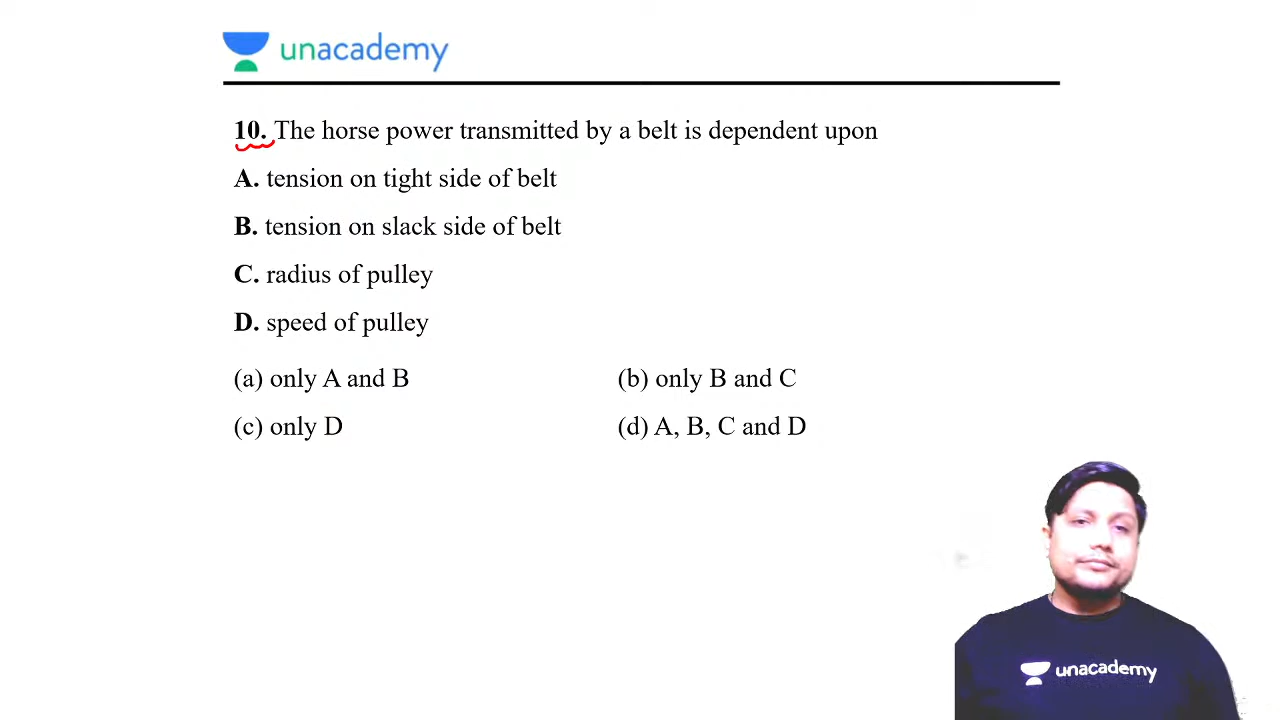 unacademy
10. The horse power transmitted by a belt is dependent upon
A. tension on tight side of belt
B. tension on slack side of belt
C. radius of pulley
D. speed of pulley
(a) only A and B (b) only B and C
(c) only D (d) A, B, C and D
unacademy